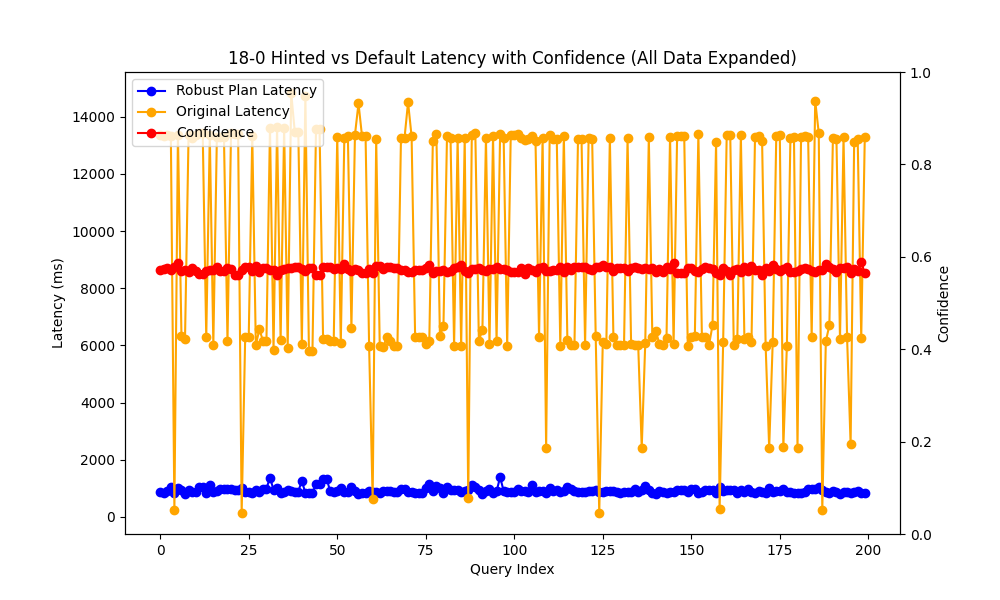 18-0 Hinted vs Default Latency with Confidence (All Data Expanded)
Robust Plan Latency
Original Latency
Confidence
14000
12000
10000
8000
6000
4000
2000
0
Latency (ms)
1.0
0.8
0.6
0.4
0.2
0.0
Confidence
0 25 50 75 100 125 150 175 200
Query Index